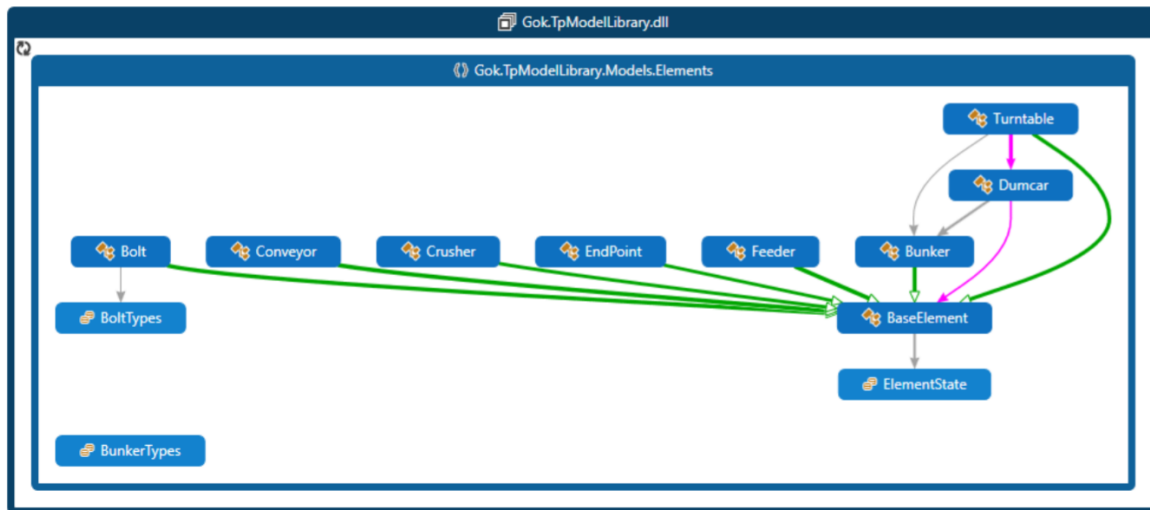 Gok.TpModelLibrary.dll
Gok.TpModelLibrary.Models.Elements
Turntable
Dumcar
Bolt
Conveyor
Crusher
EndPoint
Feeder
Bunker
BoltTypes
BaseElement
ElementState
BunkerTypes